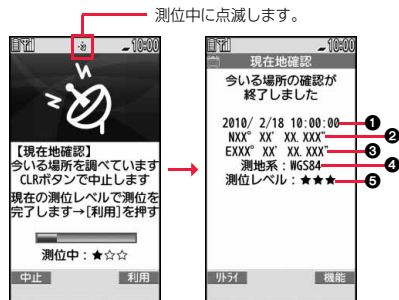 測位中に点滅します。
10:00
【現在地確認】
今いる場所を調べています
CLRボタンで中止します
現在の測位レベルで測位を
完了します→[利用]を押す
測位中：★☆☆
中止 利用
10:00
現在地確認
今いる場所の確認が
終了しました
2010/ 2/18 10:00:00 ❶
NXX° XX' XX.XXX" ❷
EXXX° XX' XX.XXX" ❸
測地系：WGS84 ❹
測位レベル：★★★ ❺
ﾘﾄﾗｲ 機能